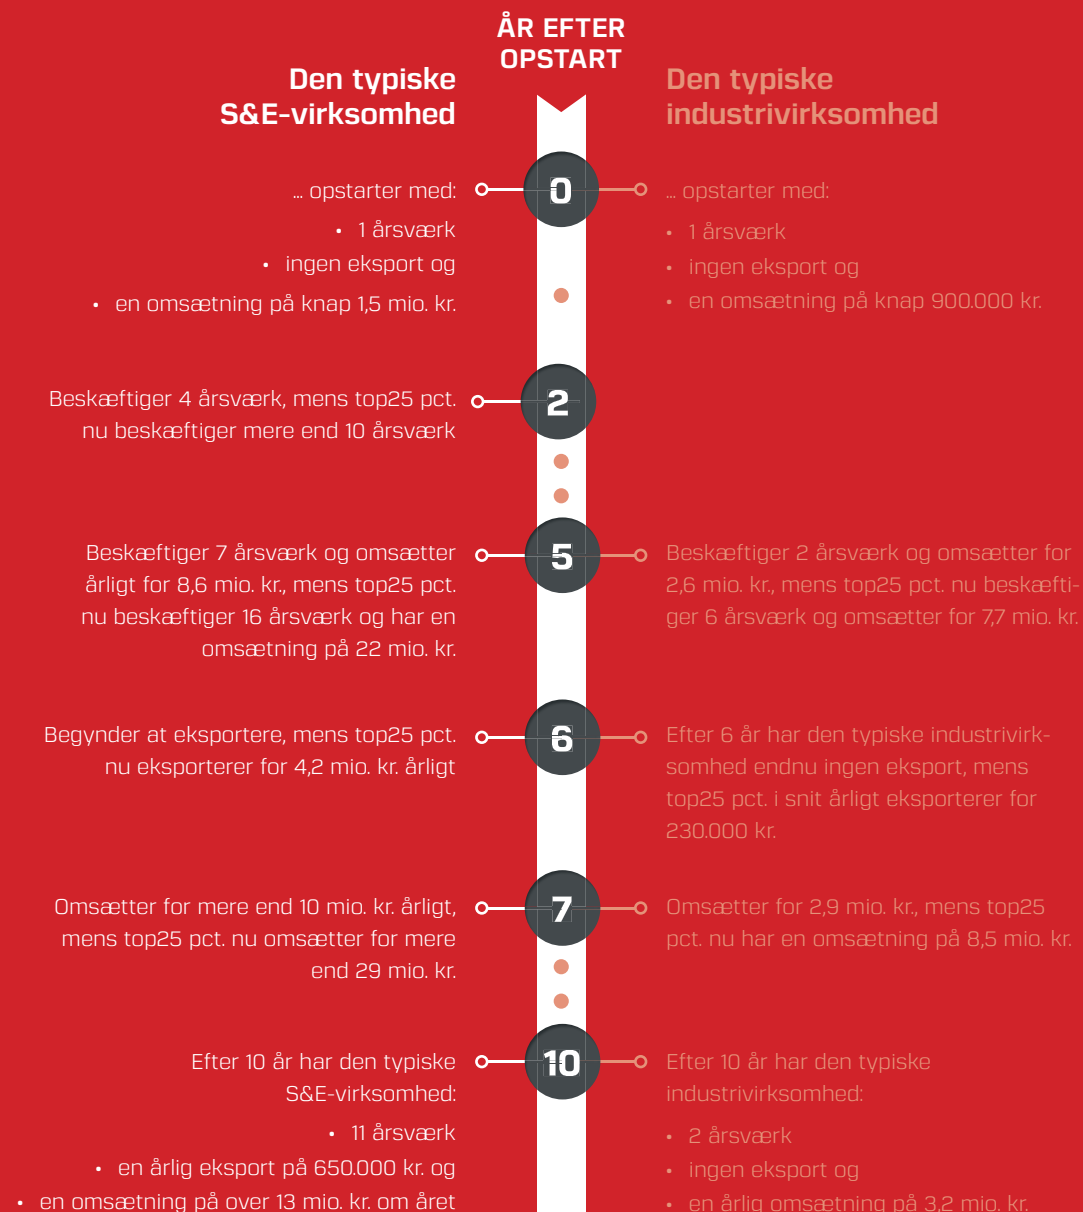 ÅR EFTER
OPSTART
Den typiske
S&E-virksomhed
Den typiske
industrivirksomhed
0
... opstarter med:
• 1 årsværk
• ingen eksport og
• en omsætning på knap 1,5 mio. kr.
... opstarter med:
• 1 årsværk
• ingen eksport og
• en omsætning på knap 900.000 kr.
2
Beskæftiger 4 årsværk, mens top25 pct.
nu beskæftiger mere end 10 årsværk
5
Beskæftiger 7 årsværk og omsætter
årligt for 8,6 mio. kr., mens top25 pct.
nu beskæftiger 16 årsværk og har en
omsætning på 22 mio. kr.
Beskæftiger 2 årsværk og omsætter for
2,6 mio. kr., mens top25 pct. nu beskæfti-
ger 6 årsværk og omsætter for 7,7 mio. kr.
6
Begynder at eksportere, mens top25 pct.
nu eksporterer for 4,2 mio. kr. årligt
Efter 6 år har den typiske industrivirk-
somhed endnu ingen eksport, mens
top25 pct. i snit årligt eksporterer for
230.000 kr.
7
Omsætter for mere end 10 mio. kr. årligt,
mens top25 pct. nu omsætter for mere
end 29 mio. kr.
Omsætter for 2,9 mio. kr., mens top25
pct. nu har en omsætning på 8,5 mio. kr.
10
Efter 10 år har den typiske
S&E-virksomhed:
• 11 årsværk
• en årlig eksport på 650.000 kr. og
• en omsætning på over 13 mio. kr. om året
Efter 10 år har den typiske
industrivirksomhed:
• 2 årsværk
• ingen eksport og
• en årlig omsætning på 3,2 mio. kr.